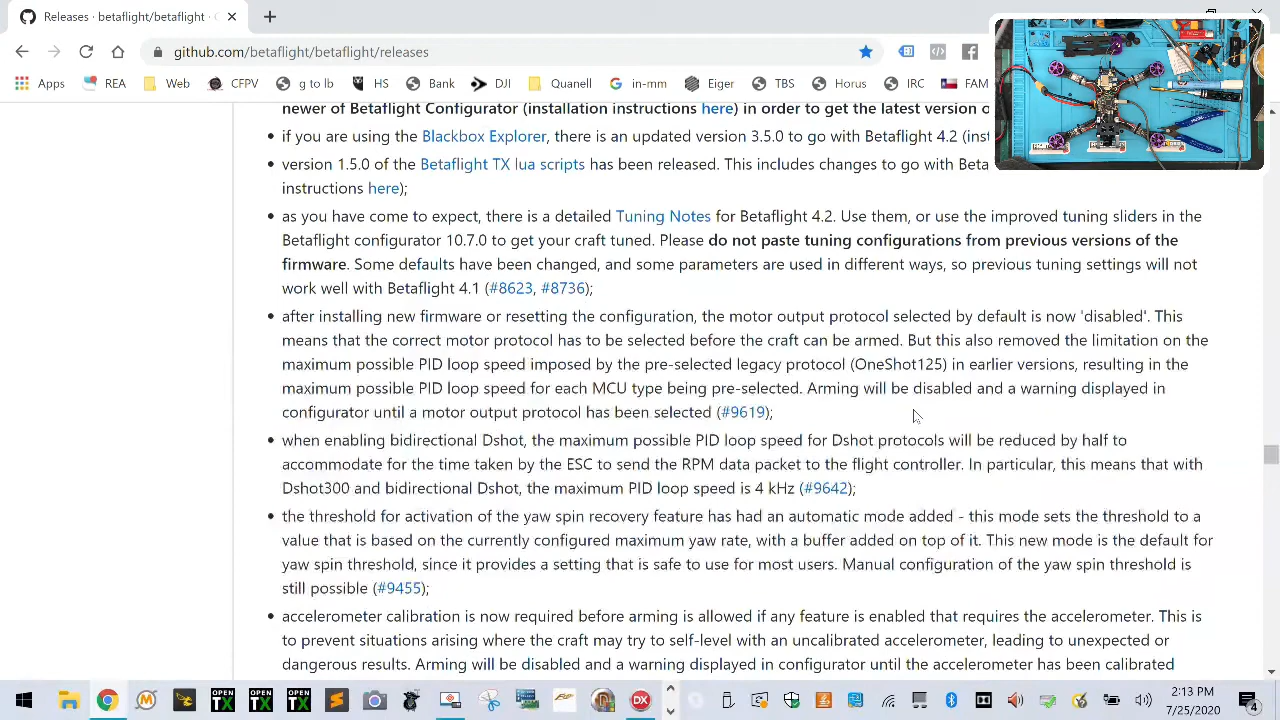 Releases · betaflight/betaflight ·
github.com/betaflight/betaflight/releases
Apps
REA
Web
CFPV
g to lb
HS
Bank
Quanell
in-mm
Eiger
TBS
Horus
IRC
FAM
newer of Betaflight Configurator (installation instructions here) in order to get the latest version o
if you are using the Blackbox Explorer, there is an updated version 3.5.0 to go with Betaflight 4.2 (inst
version 1.5.0 of the Betaflight TX lua scripts has been released. This includes changes to go with Beta
instructions here);
as you have come to expect, there is a detailed Tuning Notes for Betaflight 4.2. Use them, or use the improved tuning sliders in the
Betaflight configurator 10.7.0 to get your craft tuned. Please do not paste tuning configurations from previous versions of the
firmware. Some defaults have been changed, and some parameters are used in different ways, so previous tuning settings will not
work well with Betaflight 4.1 (#8623, #8736);
after installing new firmware or resetting the configuration, the motor output protocol selected by default is now 'disabled'. This
means that the correct motor protocol has to be selected before the craft can be armed. But this also removed the limitation on the
maximum possible PID loop speed imposed by the pre-selected legacy protocol (OneShot125) in earlier versions, resulting in the
maximum possible PID loop speed for each MCU type being pre-selected. Arming will be disabled and a warning displayed in
configurator until a motor output protocol has been selected (#9619);
when enabling bidirectional Dshot, the maximum possible PID loop speed for Dshot protocols will be reduced by half to
accommodate for the time taken by the ESC to send the RPM data packet to the flight controller. In particular, this means that with
Dshot300 and bidirectional Dshot, the maximum PID loop speed is 4 kHz (#9642);
the threshold for activation of the yaw spin recovery feature has had an automatic mode added - this mode sets the threshold to a
value that is based on the currently configured maximum yaw rate, with a buffer added on top of it. This new mode is the default for
yaw spin threshold, since it provides a setting that is safe to use for most users. Manual configuration of the yaw spin threshold is
still possible (#9455);
accelerometer calibration is now required before arming is allowed if any feature is enabled that requires the accelerometer. This is
to prevent situations arising where the craft may try to self-level with an uncalibrated accelerometer, leading to unexpected or
dangerous results. Arming will be disabled and a warning displayed in configurator until the accelerometer has been calibrated
OPEN TX
OPEN TX
OPEN TX
DX
2:13 PM
7/25/2020
4